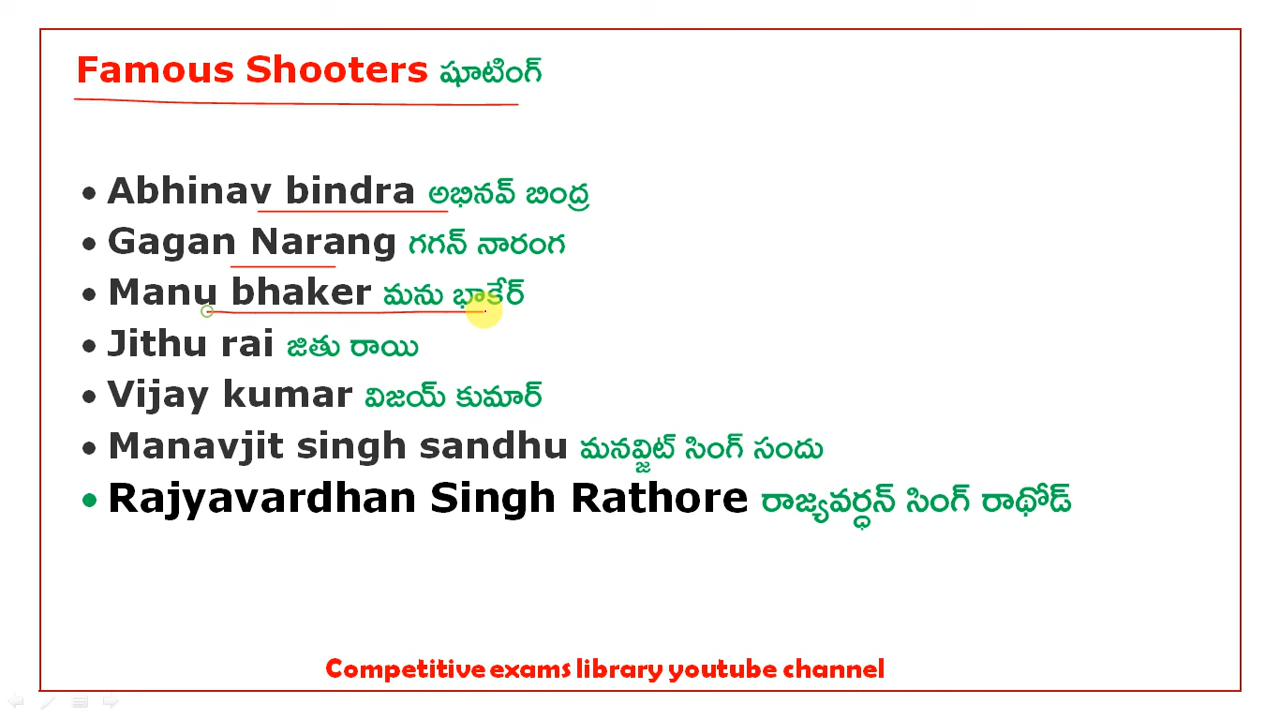 Famous Shooters షూటింగ్
• Abhinav bindra అభినవ్ బింద్ర
• Gagan Narang గగన్ నారంగ
• Manu bhaker మను భాకేర్
• Jithu rai జితు రాయి
• Vijay kumar విజయ్ కుమార్
• Manavjit singh sandhu మనవ్జిట్ సింగ్ సందు
• Rajyavardhan Singh Rathore రాజ్యవర్ధన్ సింగ్ రాథోడ్
Competitive exams library youtube channel